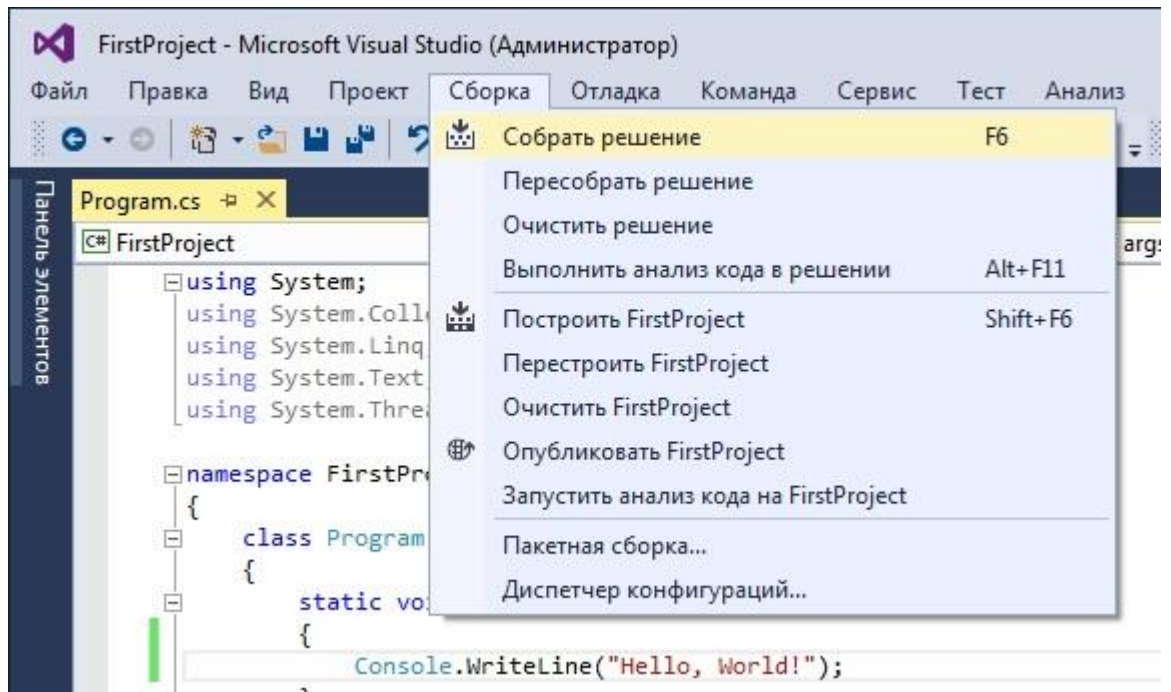 FirstProject - Microsoft Visual Studio (Администратор)
Файл Правка Вид Проект Сборка Отладка Команда Сервис Тест Анализ
Собрать решение F6
Пересобрать решение
Очистить решение
Выполнить анализ кода в решении Alt+F11
Построить FirstProject Shift+F6
Перестроить FirstProject
Очистить FirstProject
Опубликовать FirstProject
Запустить анализ кода на FirstProject
Пакетная сборка...
Диспетчер конфигураций...
Панель элементов
Program.cs
C# FirstProject args
using System;
using System.Coll
using System.Linq
using System.Text
using System.Threa
namespace FirstPro
{
class Program
{
static voi
{
Console.WriteLine("Hello, World!");